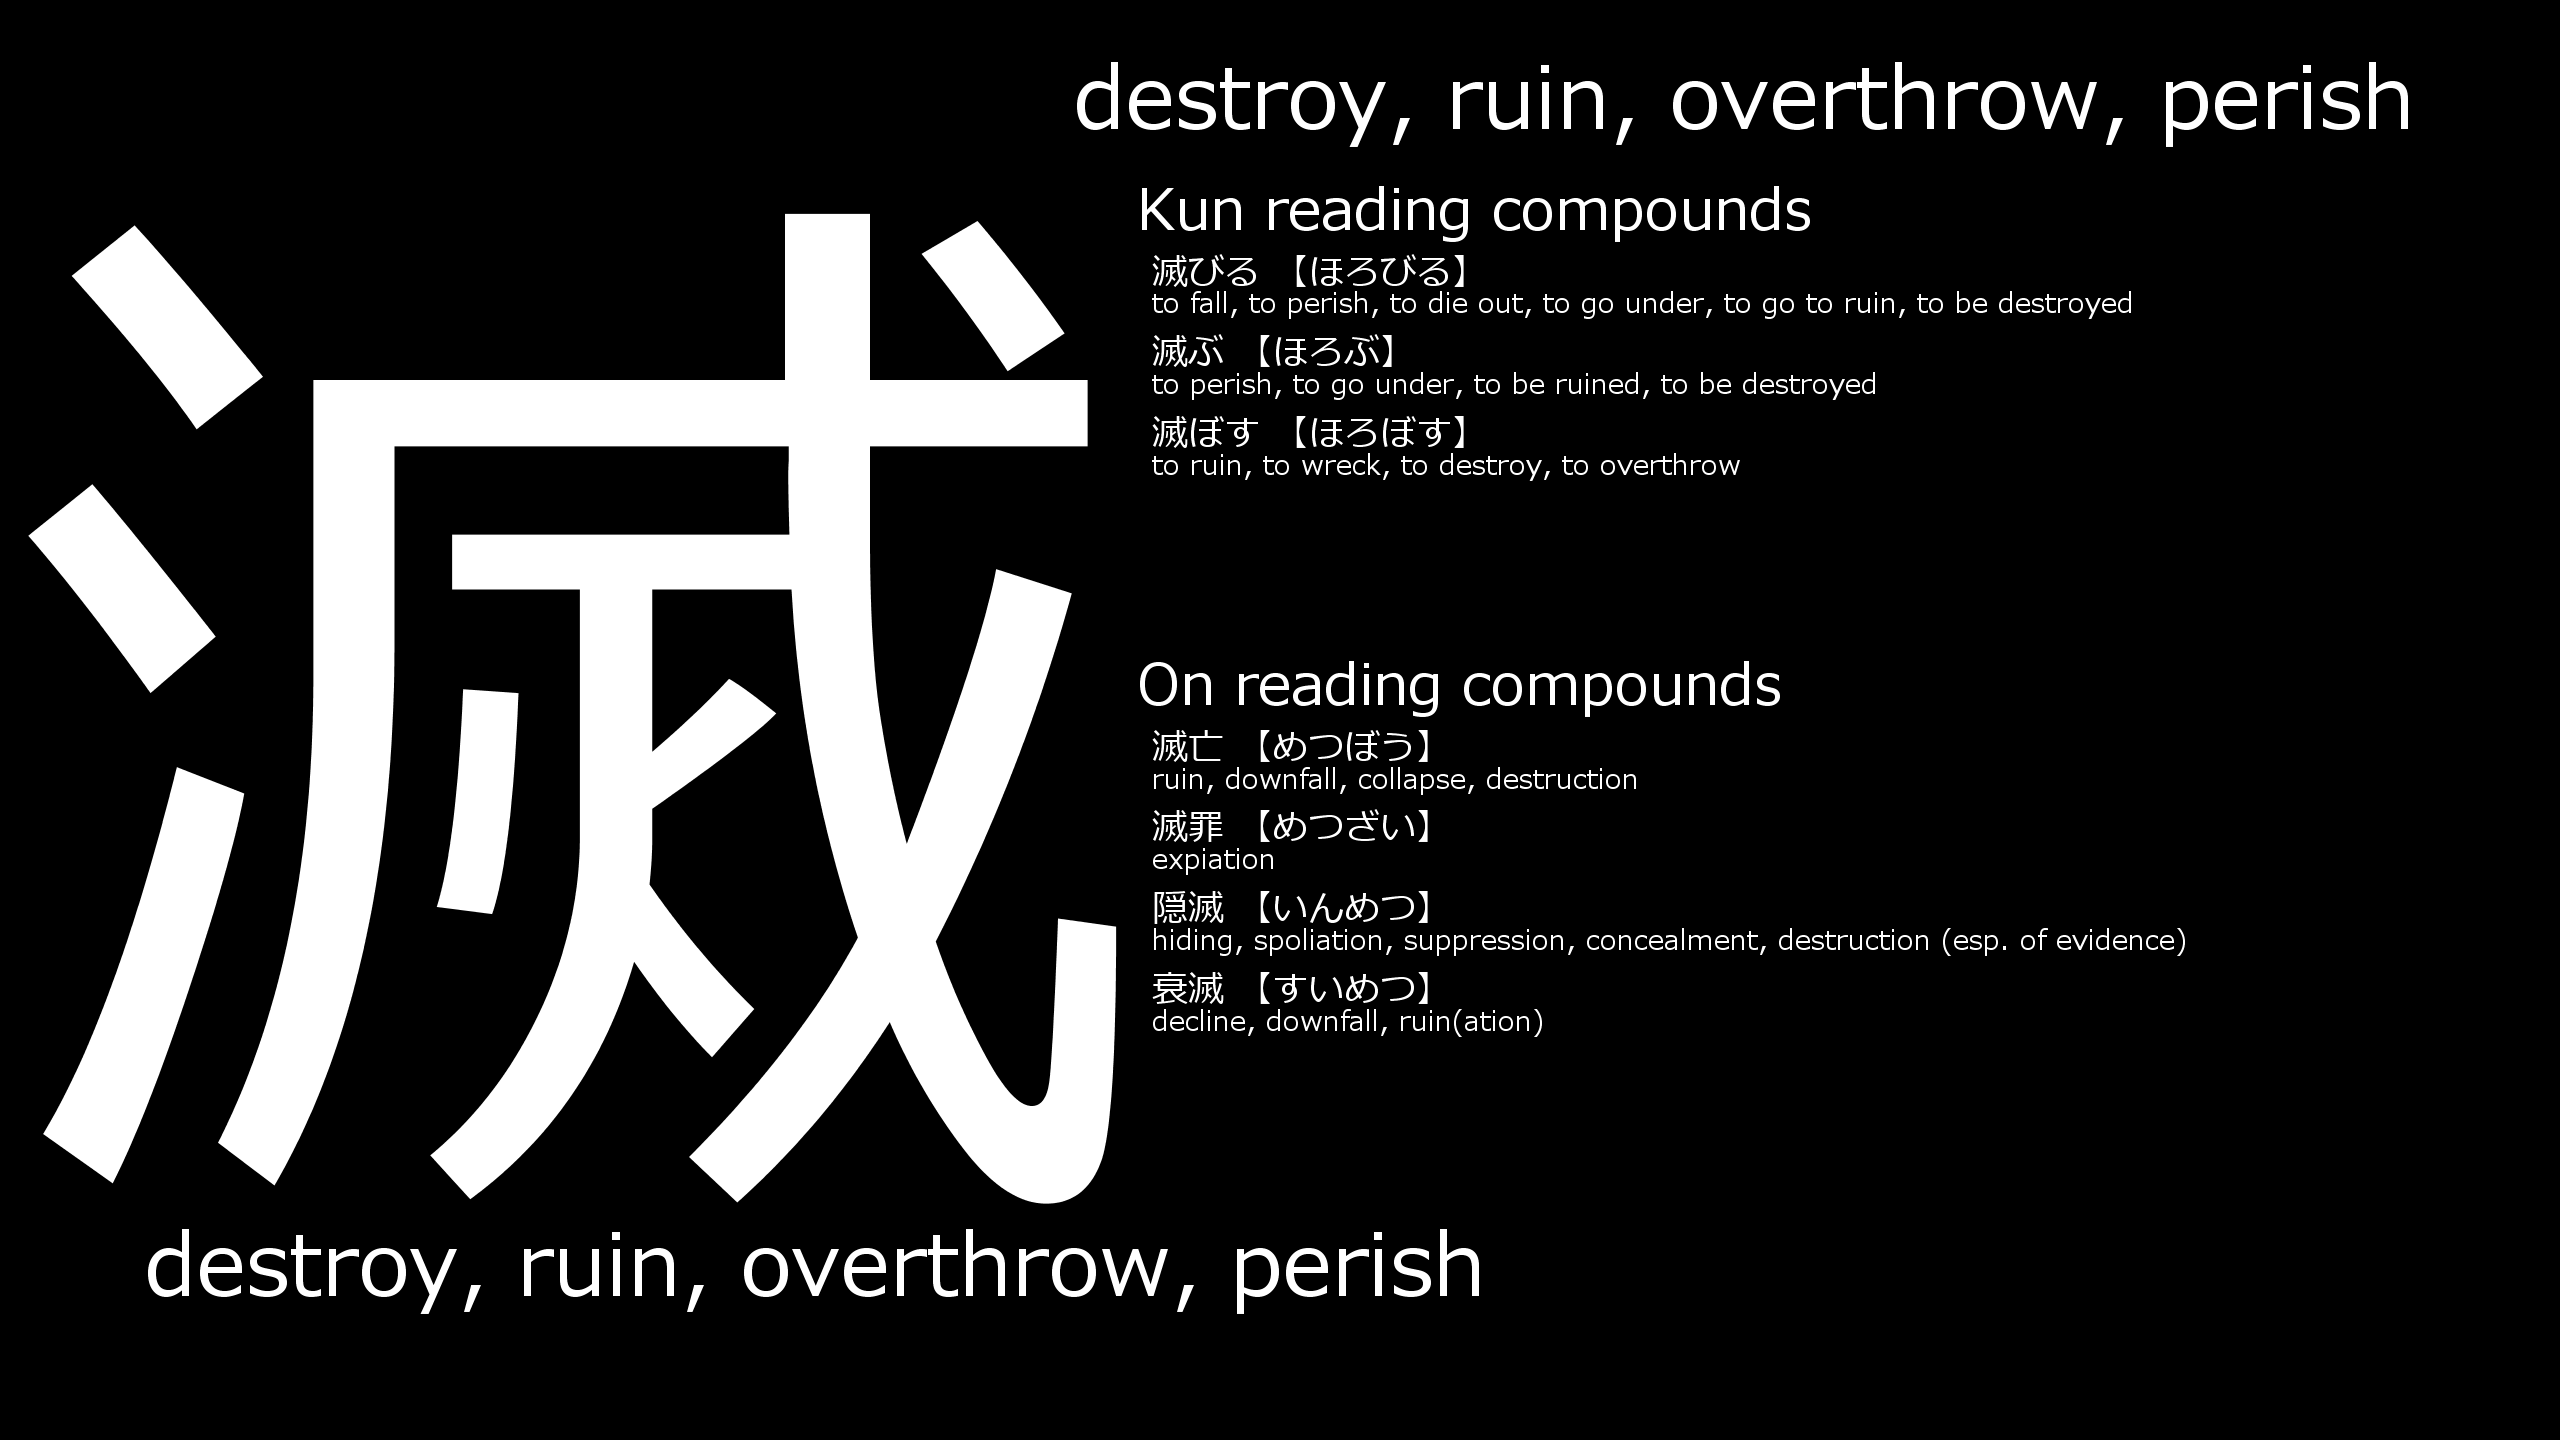 destroy, ruin, overthrow, perish
滅
Kun reading compounds
滅びる 【ほろびる】
to fall, to perish, to die out, to go under, to go to ruin, to be destroyed
滅ぶ 【ほろぶ】
to perish, to go under, to be ruined, to be destroyed
滅ぼす 【ほろぼす】
to ruin, to wreck, to destroy, to overthrow
On reading compounds
滅亡 【めつぼう】
ruin, downfall, collapse, destruction
滅罪 【めつざい】
expiation
隠滅 【いんめつ】
hiding, spoliation, suppression, concealment, destruction (esp. of evidence)
衰滅 【すいめつ】
decline, downfall, ruin(ation)
destroy, ruin, overthrow, perish